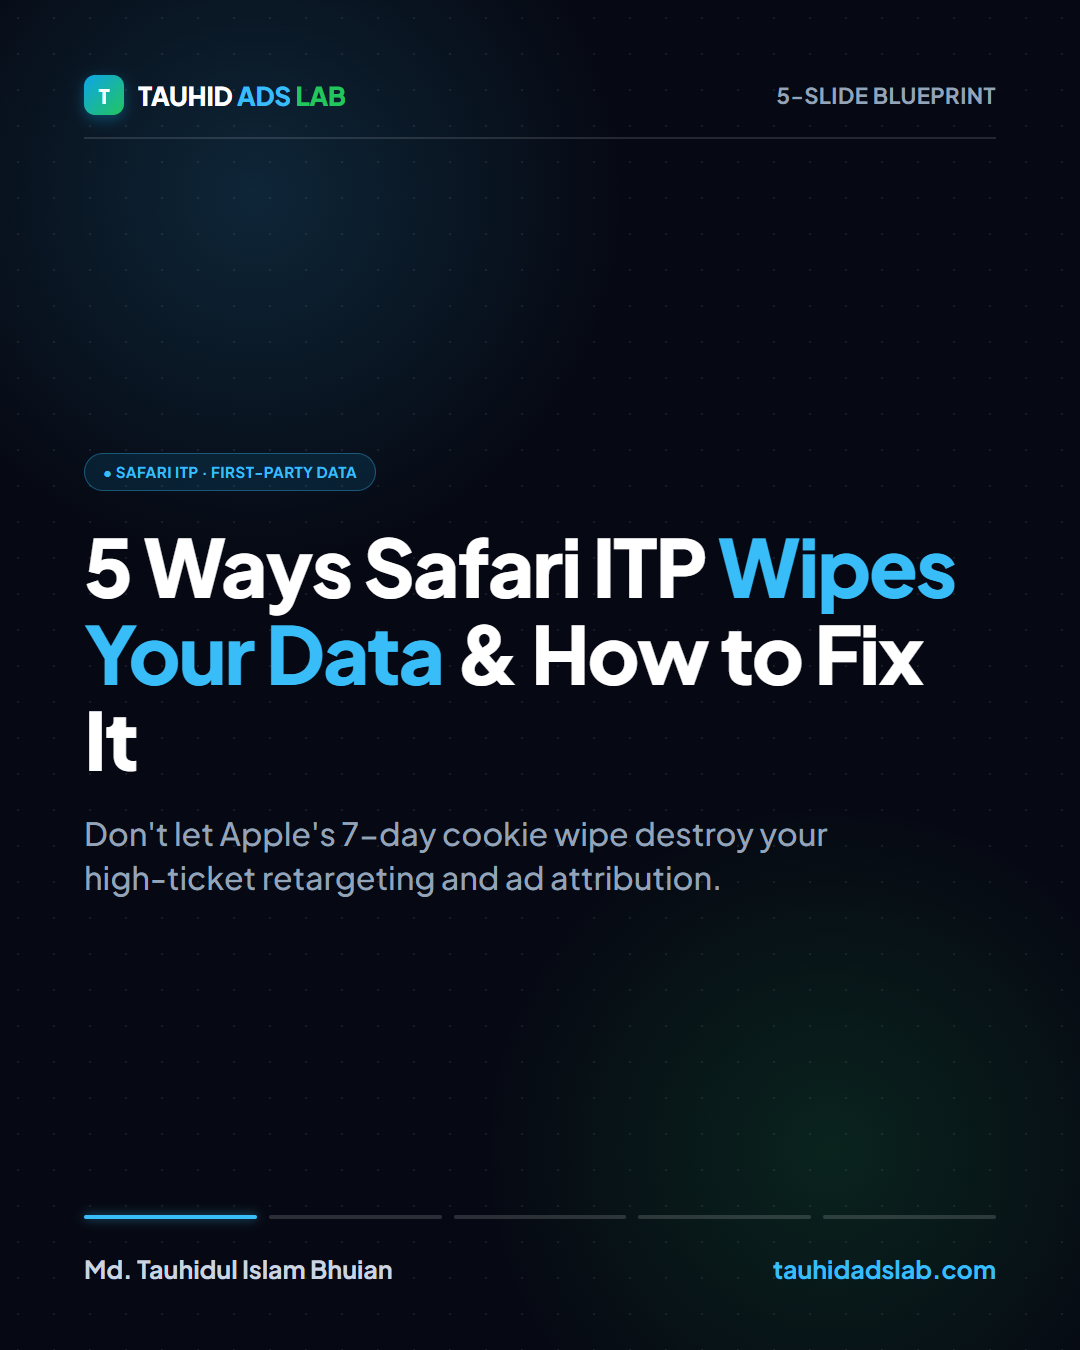 T TAUHID ADS LAB
5-SLIDE BLUEPRINT
● SAFARI ITP · FIRST-PARTY DATA
5 Ways Safari ITP Wipes
Your Data & How to Fix
It
Don't let Apple's 7-day cookie wipe destroy your
high-ticket retargeting and ad attribution.
Md. Tauhidul Islam Bhuian
tauhidadslab.com